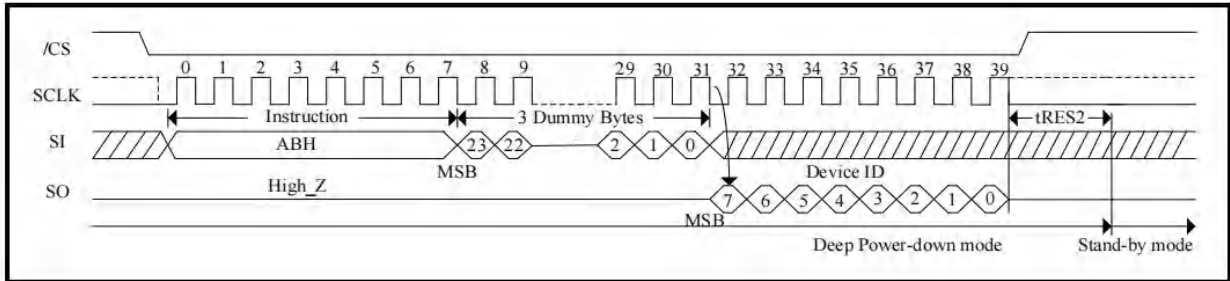 /CS
0 1 2 3 4 5 6 7 8 9 29 30 31 32 33 34 35 36 37 38 39
SCLK
Instruction 3 Dummy Bytes tRES2
SI ABH 23 22 2 1 0
MSB Device ID
SO High_Z 7 6 5 4 3 2 1 0
MSB
Deep Power-down mode Stand-by mode